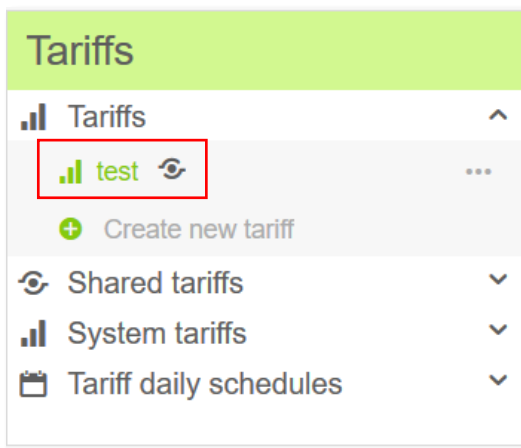 Tariffs
Tariffs
test
Create new tariff
Shared tariffs
System tariffs
Tariff daily schedules